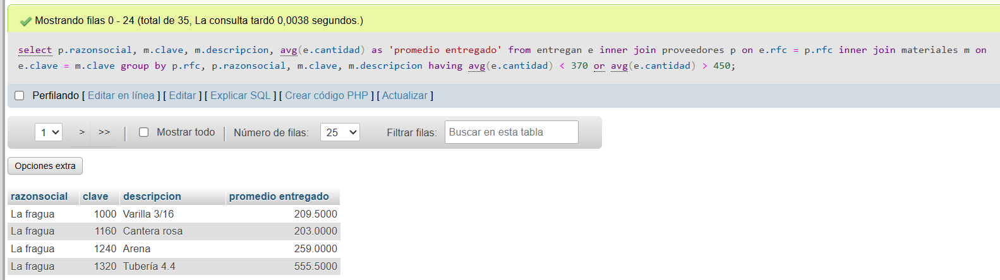 Mostrando filas 0 - 24 (total de 35, La consulta tardó 0,0038 segundos.)
select p.razonsocial, m.clave, m.descripcion, avg(e.cantidad) as 'promedio entregado' from entregan e inner join proveedores p on e.rfc = p.rfc inner join materiales m on
e.clave = m.clave group by p.rfc, p.razonsocial, m.clave, m.descripcion having avg(e.cantidad) < 370 or avg(e.cantidad) > 450;
Perfilando [ Editar en línea ] [ Editar ] [ Explicar SQL ] [ Crear código PHP ] [ Actualizar ]
1 > >> | Mostrar todo | Número de filas: 25 Filtrar filas: Buscar en esta tabla
Opciones extra
razonsocial clave descripcion promedio entregado
La fragua 1000 Varilla 3/16 209.5000
La fragua 1160 Cantera rosa 203.0000
La fragua 1240 Arena 259.0000
La fragua 1320 Tubería 4.4 555.5000